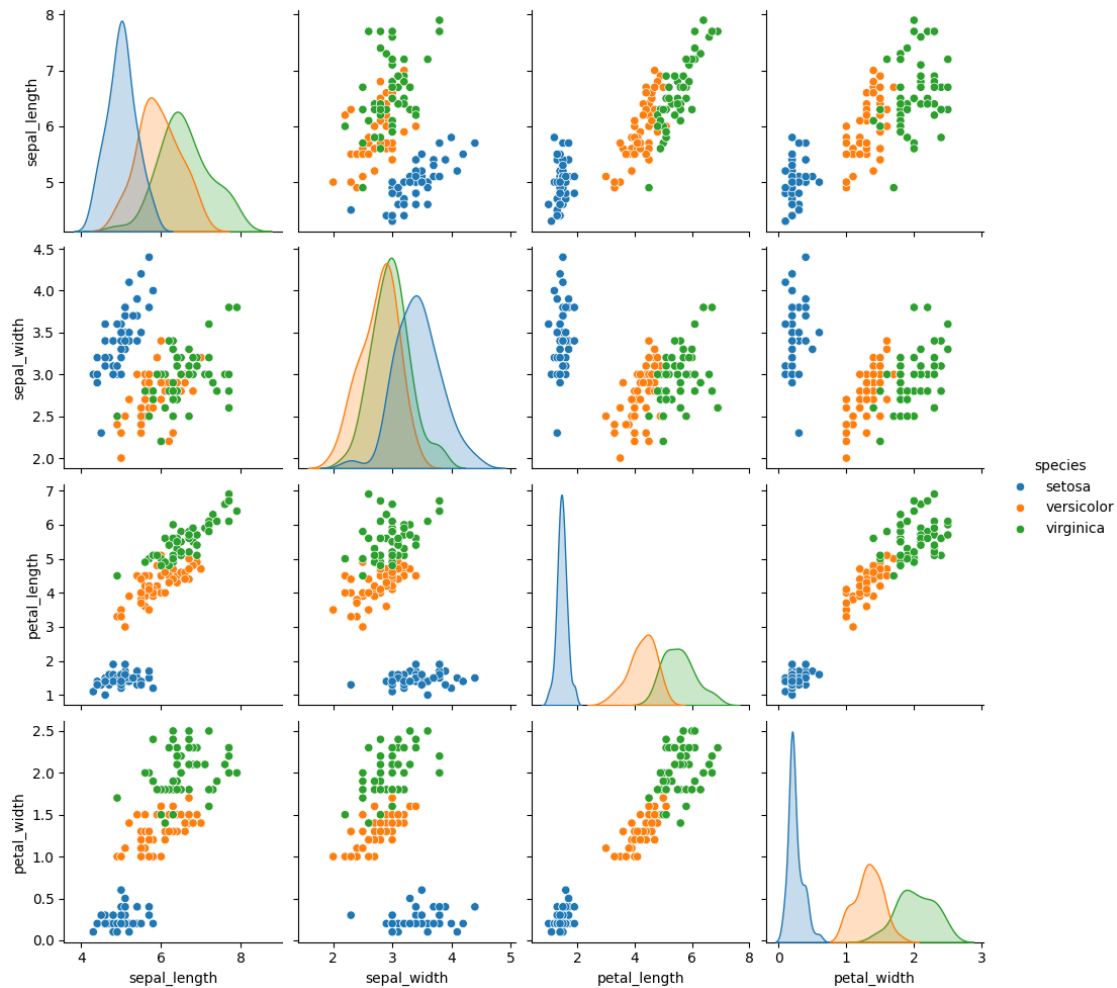 8
7
6
5
sepal_length
4.5
4.0
3.5
3.0
2.5
2.0
sepal_width
species
setosa
versicolor
virginica
7
6
5
4
3
2
1
petal_length
2.5
2.0
1.5
1.0
0.5
0.0
petal_width
4 6 8 2 3 4 5 2 4 6 8 0 1 2 3
sepal_length sepal_width petal_length petal_width